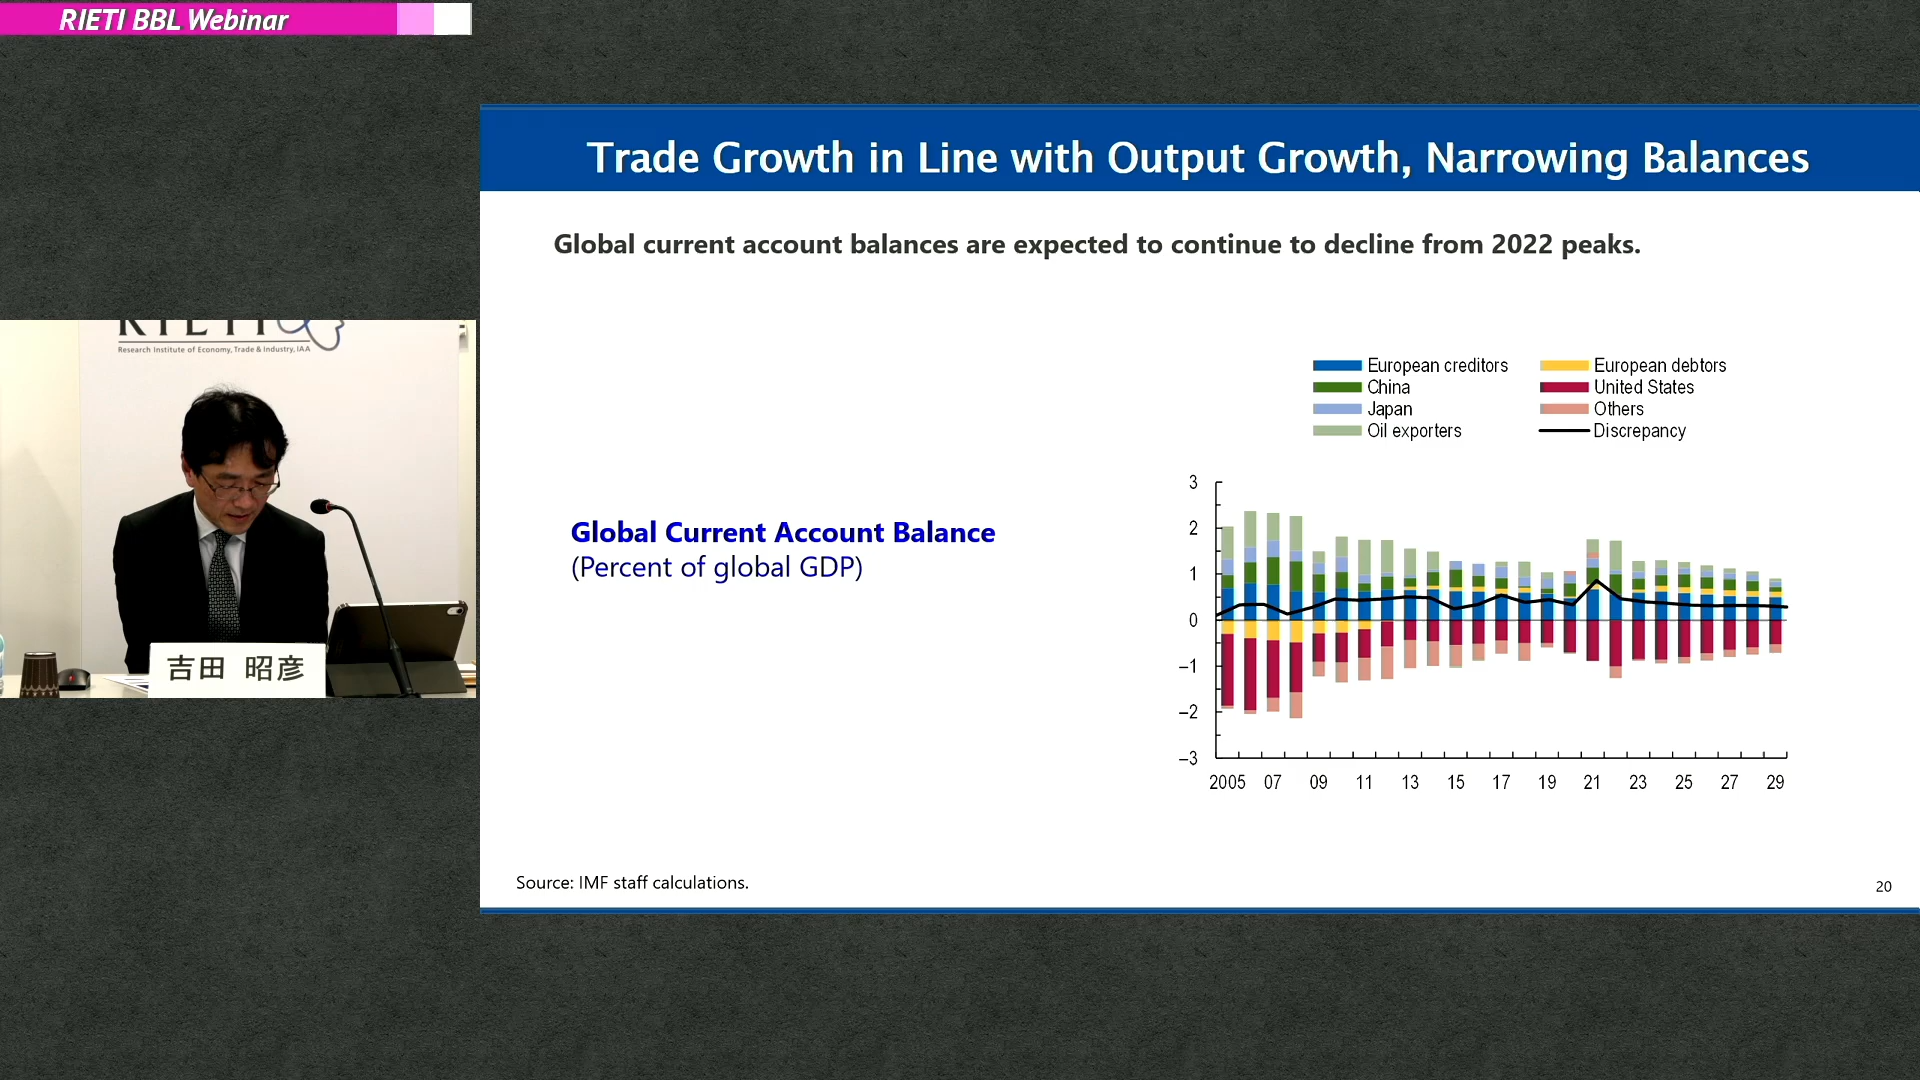 RIETI BBL Webinar
Trade Growth in Line with Output Growth, Narrowing Balances
Global current account balances are expected to continue to decline from 2022 peaks.
RIETI
Research Institute of Economy, Trade & Industry, IAA
吉田 昭彦
Global Current Account Balance
(Percent of global GDP)
European creditors
European debtors
China
United States
Japan
Others
Oil exporters
Discrepancy
3
2
1
0
–1
–2
–3
2005 07 09 11 13 15 17 19 21 23 25 27 29
Source: IMF staff calculations.
20